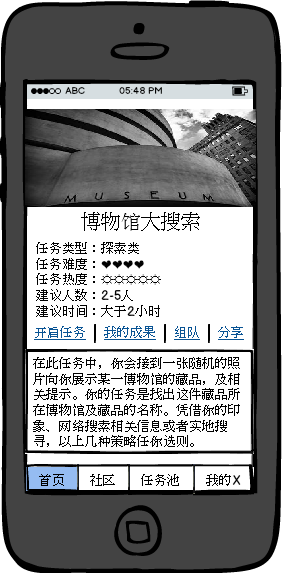 ●●●○○ ABC 05:48 PM
MUSEUM
博物馆大搜索
任务类型：探索类
任务难度：❤❤❤❤
任务热度：☼☼☼☼☼
建议人数：2-5人
建议时间：大于2小时
开启任务 我的成果 组队 分享
在此任务中，你会接到一张随机的照
片向你展示某一博物馆的藏品，及相
关提示。你的任务是找出这件藏品所
在博物馆及藏品的名称。凭借你的印
象、网络搜索相关信息或者实地搜
寻，以上几种策略任你选则。
首页 社区 任务池 我的X